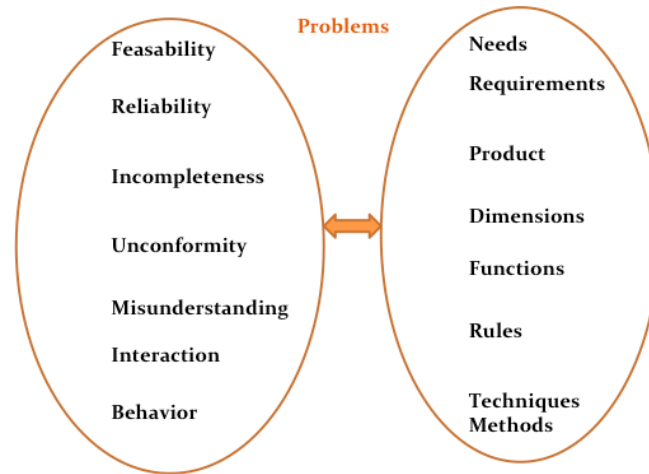 Problems
Feasability
Reliability
Incompleteness
Unconformity
Misunderstanding
Interaction
Behavior
Needs
Requirements
Product
Dimensions
Functions
Rules
Techniques
Methods